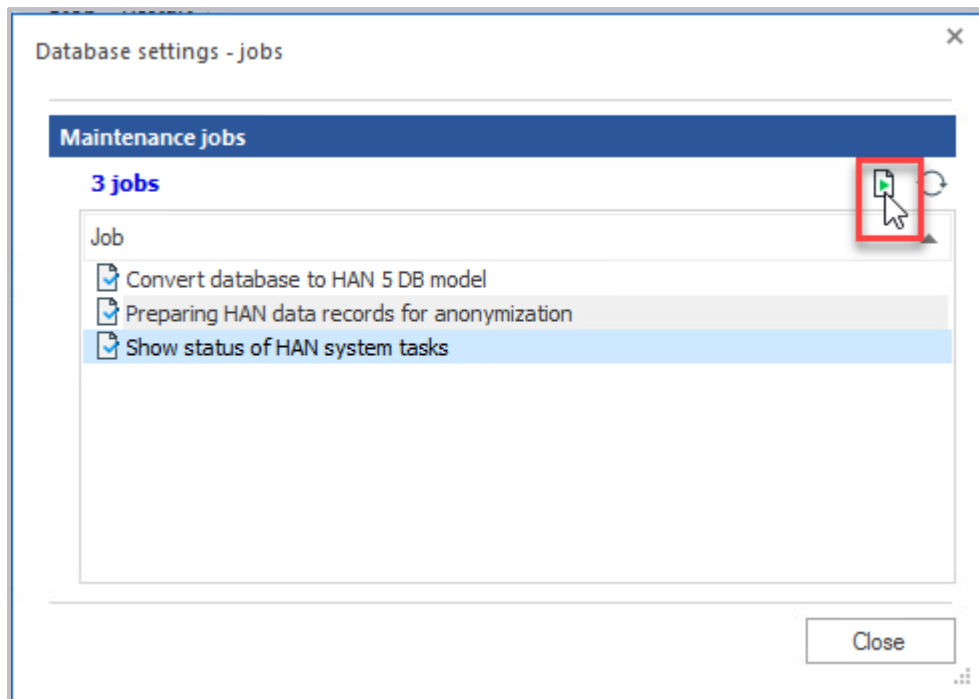 Database settings - jobs
Maintenance jobs
3 jobs
Job
Convert database to HAN 5 DB model
Preparing HAN data records for anonymization
Show status of HAN system tasks
Close